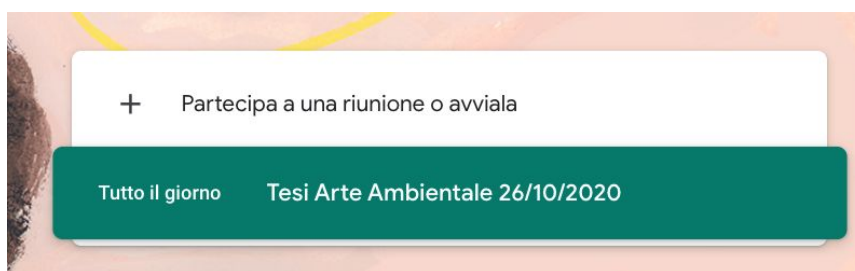 Partecipa a una riunione o avviala
Tutto il giorno Tesi Arte Ambientale 26/10/2020